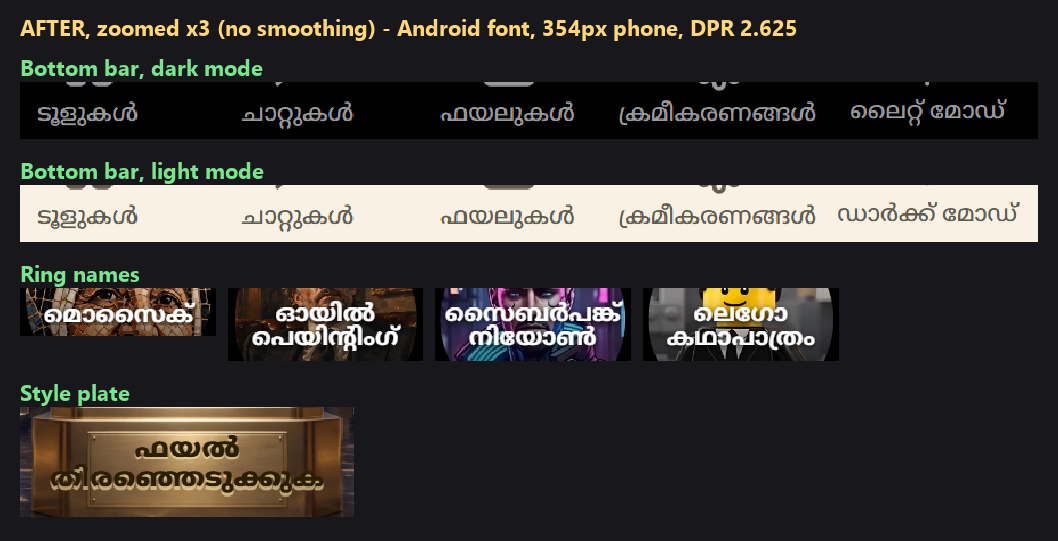 AFTER, zoomed x3 (no smoothing) - Android font, 354px phone, DPR 2.625
Bottom bar, dark mode
ടൂളുകൾ ചാറ്റുകൾ ഫയലുകൾ ക്രമീകരണങ്ങൾ ലൈറ്റ് മോഡ്
Bottom bar, light mode
ടൂളുകൾ ചാറ്റുകൾ ഫയലുകൾ ക്രമീകരണങ്ങൾ ഡാർക്ക് മോഡ്
Ring names
മൊസൈക്
ഓയിൽ
പെയിന്റിംഗ്
സൈബർപങ്ക്
നിയോൺ
ലെഗോ
കഥാപാത്രം
Style plate
ഫയൽ
തിരഞ്ഞെടുക്കുക